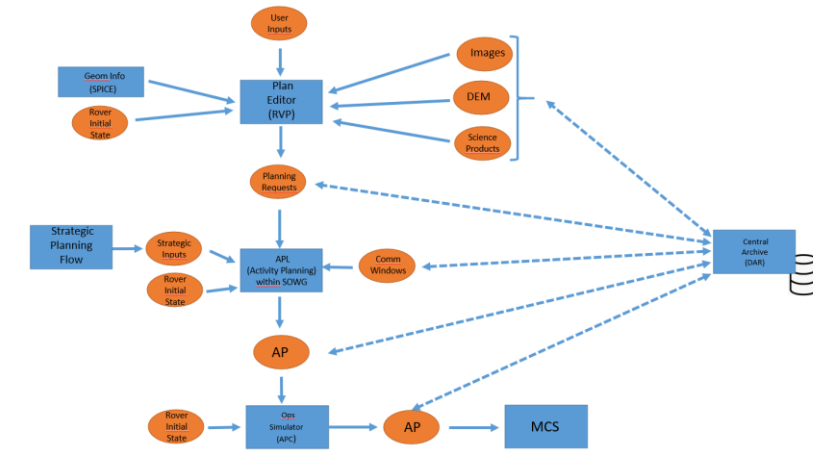 User
Inputs
Images
Geom Info
(SPICE)
Plan
Editor
(RVP)
DEM
Rover
Initial
State
Science
Products
Planning
Requests
Strategic
Planning
Flow
Strategic
Inputs
APL
(Activity Planning)
within SOWG
Comm
Windows
Central
Archive
(DAR)
Rover
Initial
State
AP
Rover
Initial
State
Ops
Simulator
(APC)
AP
MCS